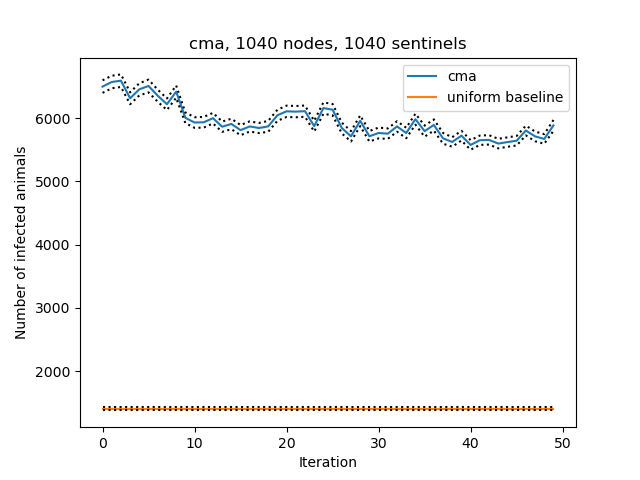 cma, 1040 nodes, 1040 sentinels
cma
uniform baseline
6000
5000
4000
3000
2000
Number of infected animals
0 10 20 30 40 50
Iteration